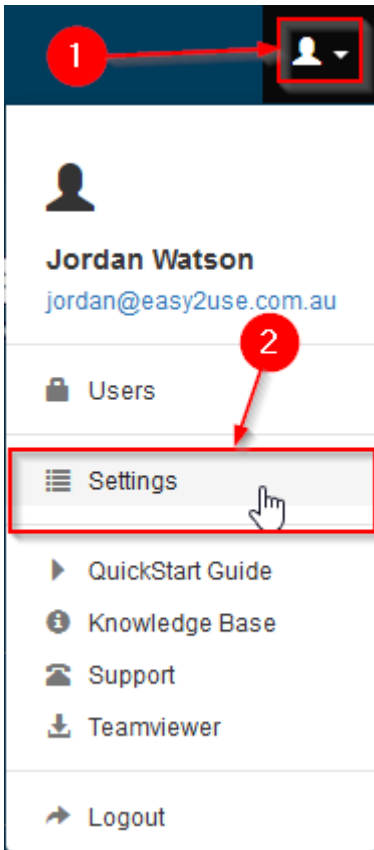 1
Jordan Watson
jordan@easy2use.com.au
2
Users
Settings
QuickStart Guide
Knowledge Base
Support
Teamviewer
Logout